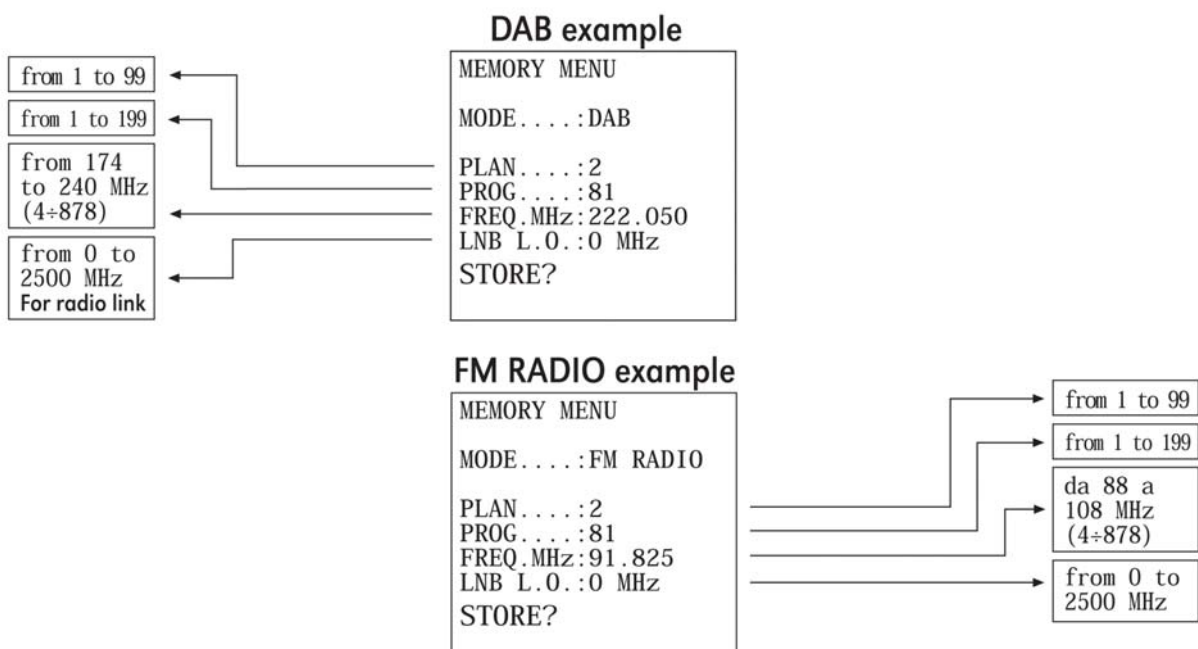 DAB example
from 1 to 99
from 1 to 199
from 174
to 240 MHz
(4÷878)
from 0 to
2500 MHz
For radio link
MEMORY MENU
MODE....:DAB
PLAN....:2
PROG....:81
FREQ.MHz:222.050
LNB L.O.:0 MHz
STORE?
FM RADIO example
MEMORY MENU
MODE....:FM RADIO
PLAN....:2
PROG....:81
FREQ.MHz:91.825
LNB L.O.:0 MHz
STORE?
from 1 to 99
from 1 to 199
da 88 a
108 MHz
(4÷878)
from 0 to
2500 MHz